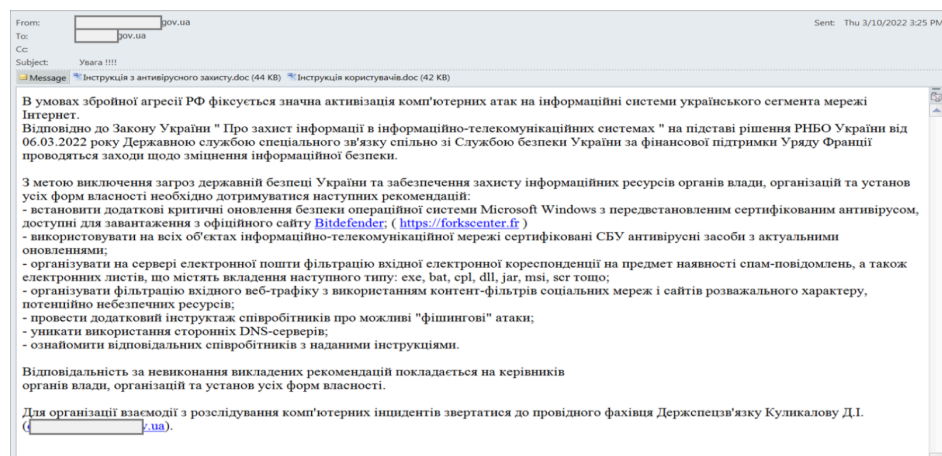 From: gov.ua Sent: Thu 3/10/2022 3:25 PM
To: gov.ua
Cc:
Subject: Увага !!!!
Message Інструкція з антивірусного захисту.doc (44 KB) Інструкція користувачів.doc (42 KB)
В умовах збройної агресії РФ фіксується значна активізація комп'ютерних атак на інформаційні системи українського сегмента мережі
Інтернет.
Відповідно до Закону України " Про захист інформації в інформаційно-телекомунікаційних системах " на підставі рішення РНБО України від
06.03.2022 року Державною службою спеціального зв'язку спільно зі Службою безпеки України за фінансової підтримки Уряду Франції
проводяться заходи щодо зміцнення інформаційної безпеки.
З метою виключення загроз державній безпеці України та забезпечення захисту інформаційних ресурсів органів влади, організацій та установ
усіх форм власності необхідно дотримуватися наступних рекомендацій:
- встановити додаткові критичні оновлення безпеки операційної системи Microsoft Windows з передвстановленим сертифікованим антивірусом,
доступні для завантаження з офіційного сайту Bitdefender; ( https://forkscenter.fr )
- використовувати на всіх об'єктах інформаційно-телекомунікаційної мережі сертифіковані СБУ антивірусні засоби з актуальними
оновленнями;
- організувати на сервері електронної пошти фільтрацію вхідної електронної кореспонденції на предмет наявності спам-повідомлень, а також
електронних листів, що містять вкладення наступного типу: exe, bat, cpl, dll, jar, msi, scr тощо;
- організувати фільтрацію вхідного веб-трафіку з використанням контент-фільтрів соціальних мереж і сайтів розважального характеру,
потенційно небезпечних ресурсів;
- провести додатковий інструктаж співробітників про можливі "фішингові" атаки;
- уникати використання сторонніх DNS-серверів;
- ознайомити відповідальних співробітників з наданими інструкціями.
Відповідальність за невиконання викладених рекомендацій покладається на керівників
органів влади, організацій та установ усіх форм власності.
Для організації взаємодії з розслідування комп'ютерних інцидентів звертатися до провідного фахівця Держспецзв'язку Куликалову Д.І.
( v.ua).